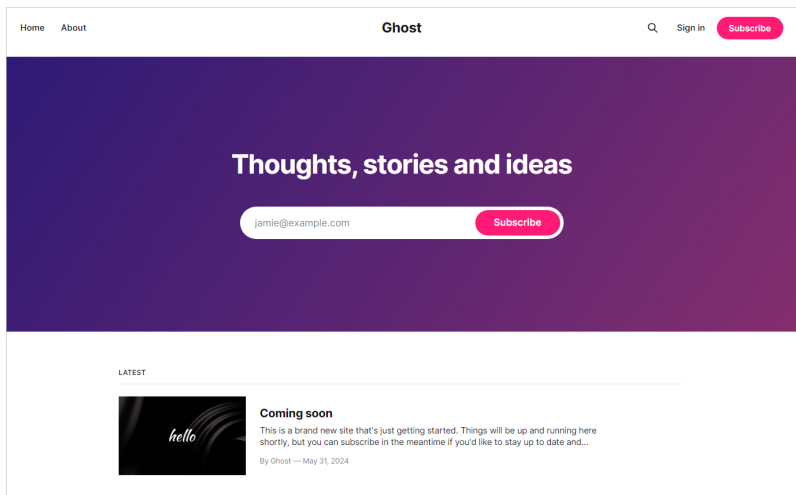 Home About Ghost Sign in Subscribe
Thoughts, stories and ideas
jamie@example.com Subscribe
LATEST
hello
Coming soon
This is a brand new site that's just getting started. Things will be up and running here
shortly, but you can subscribe in the meantime if you'd like to stay up to date and...
By Ghost — May 31, 2024